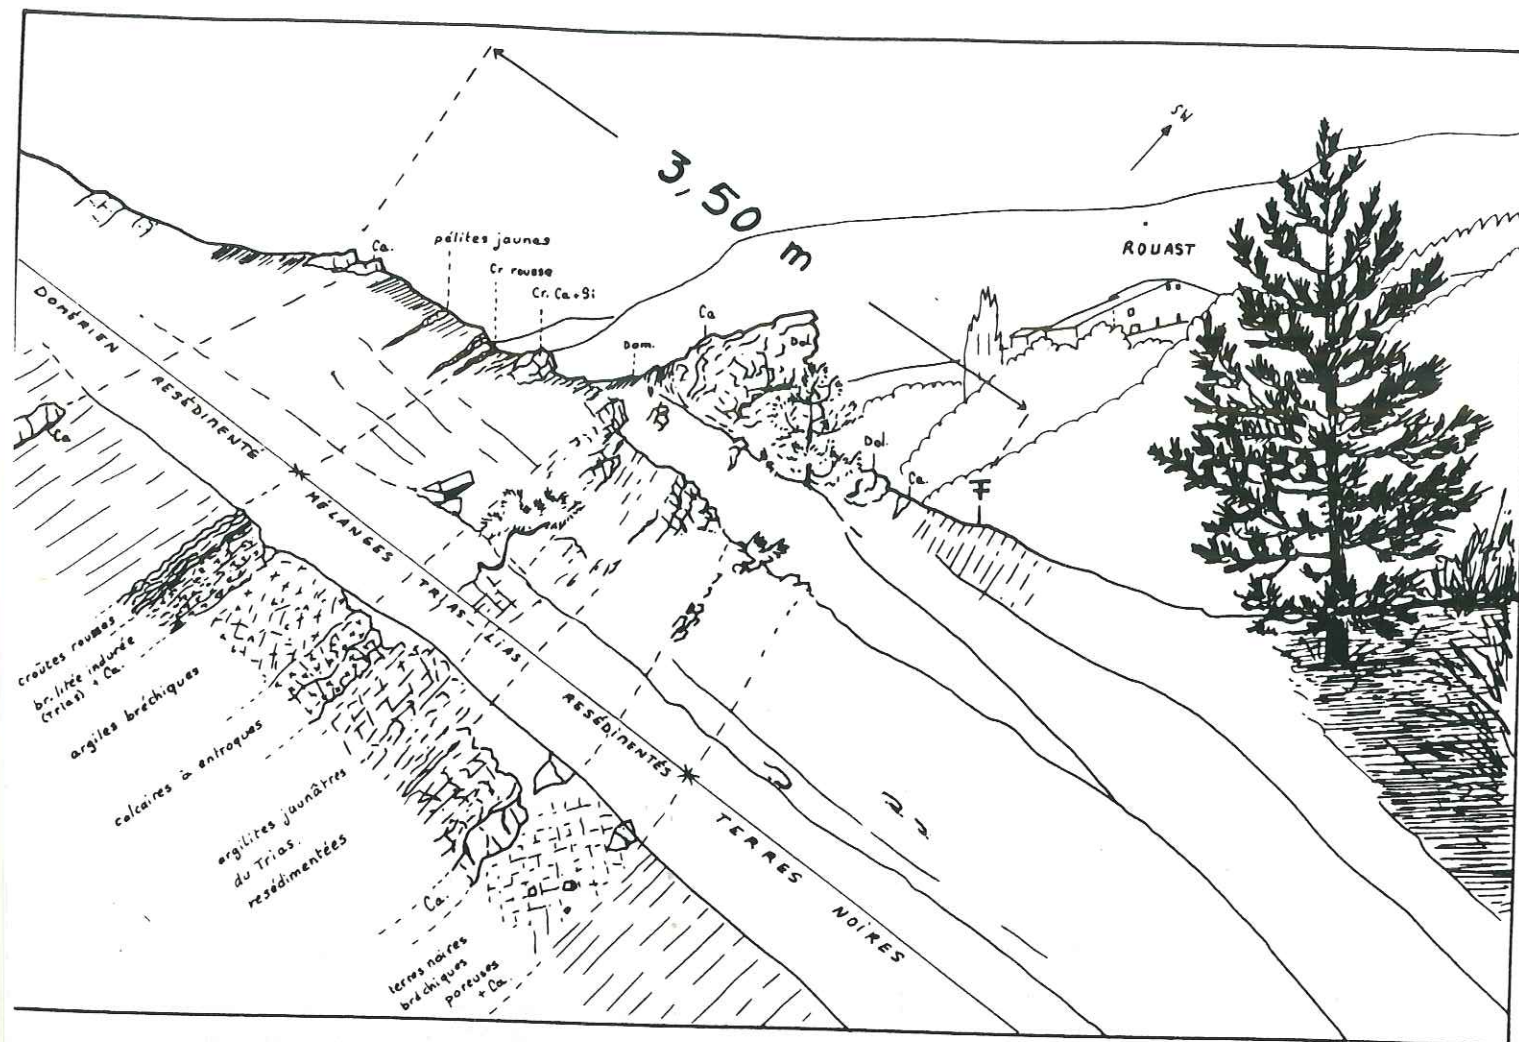 SW
3,50 m
ROUAST
Ca.
pélites jaunes
Cr rousse
Cr. Ca+Si
Dom.
Ca
Dol
Dol.
Ca.
DOMÉRIEN RESÉDIMENTÉ
MÉLANGES TRIAS-LIAS RESÉDIMENTÉS
TERRES NOIRES
Ca
croûtes rousses
br. litée indurée
(Trias) + Ca.
argiles bréchiques
calcaires à entroques
argilites jaunâtres
du Trias.
resédimentées
Ca.
terres noires
bréchiques
poreuses
+ Ca.